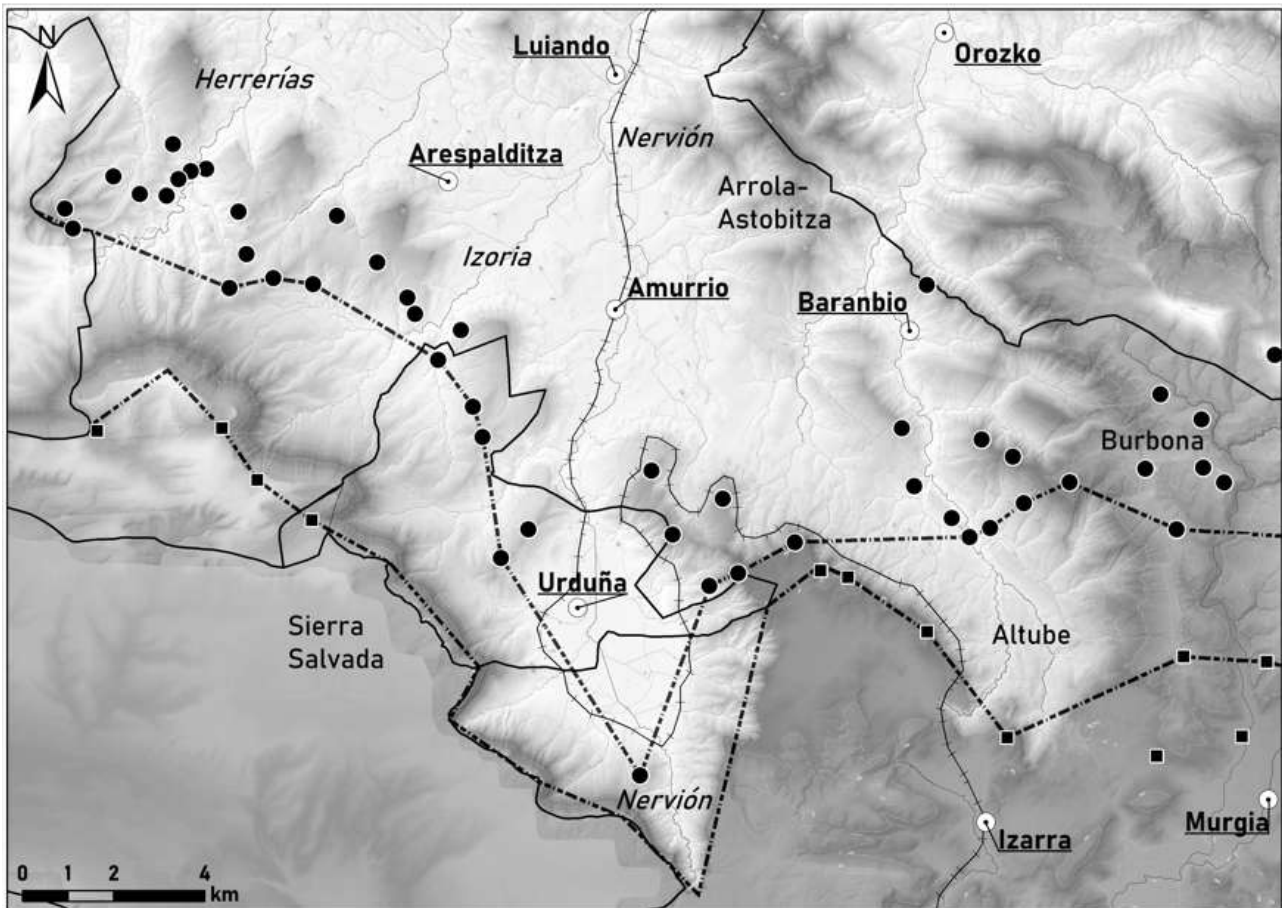 N
Luiando
Orozko
Herrerías
Nervión
Arespalditza
Arrola-
Astobitza
Izoria
Amurrio
Baranbio
Burbona
Urduña
Sierra
Salvada
Altube
Nervión
Murgia
Izarra
0 1 2 4
km